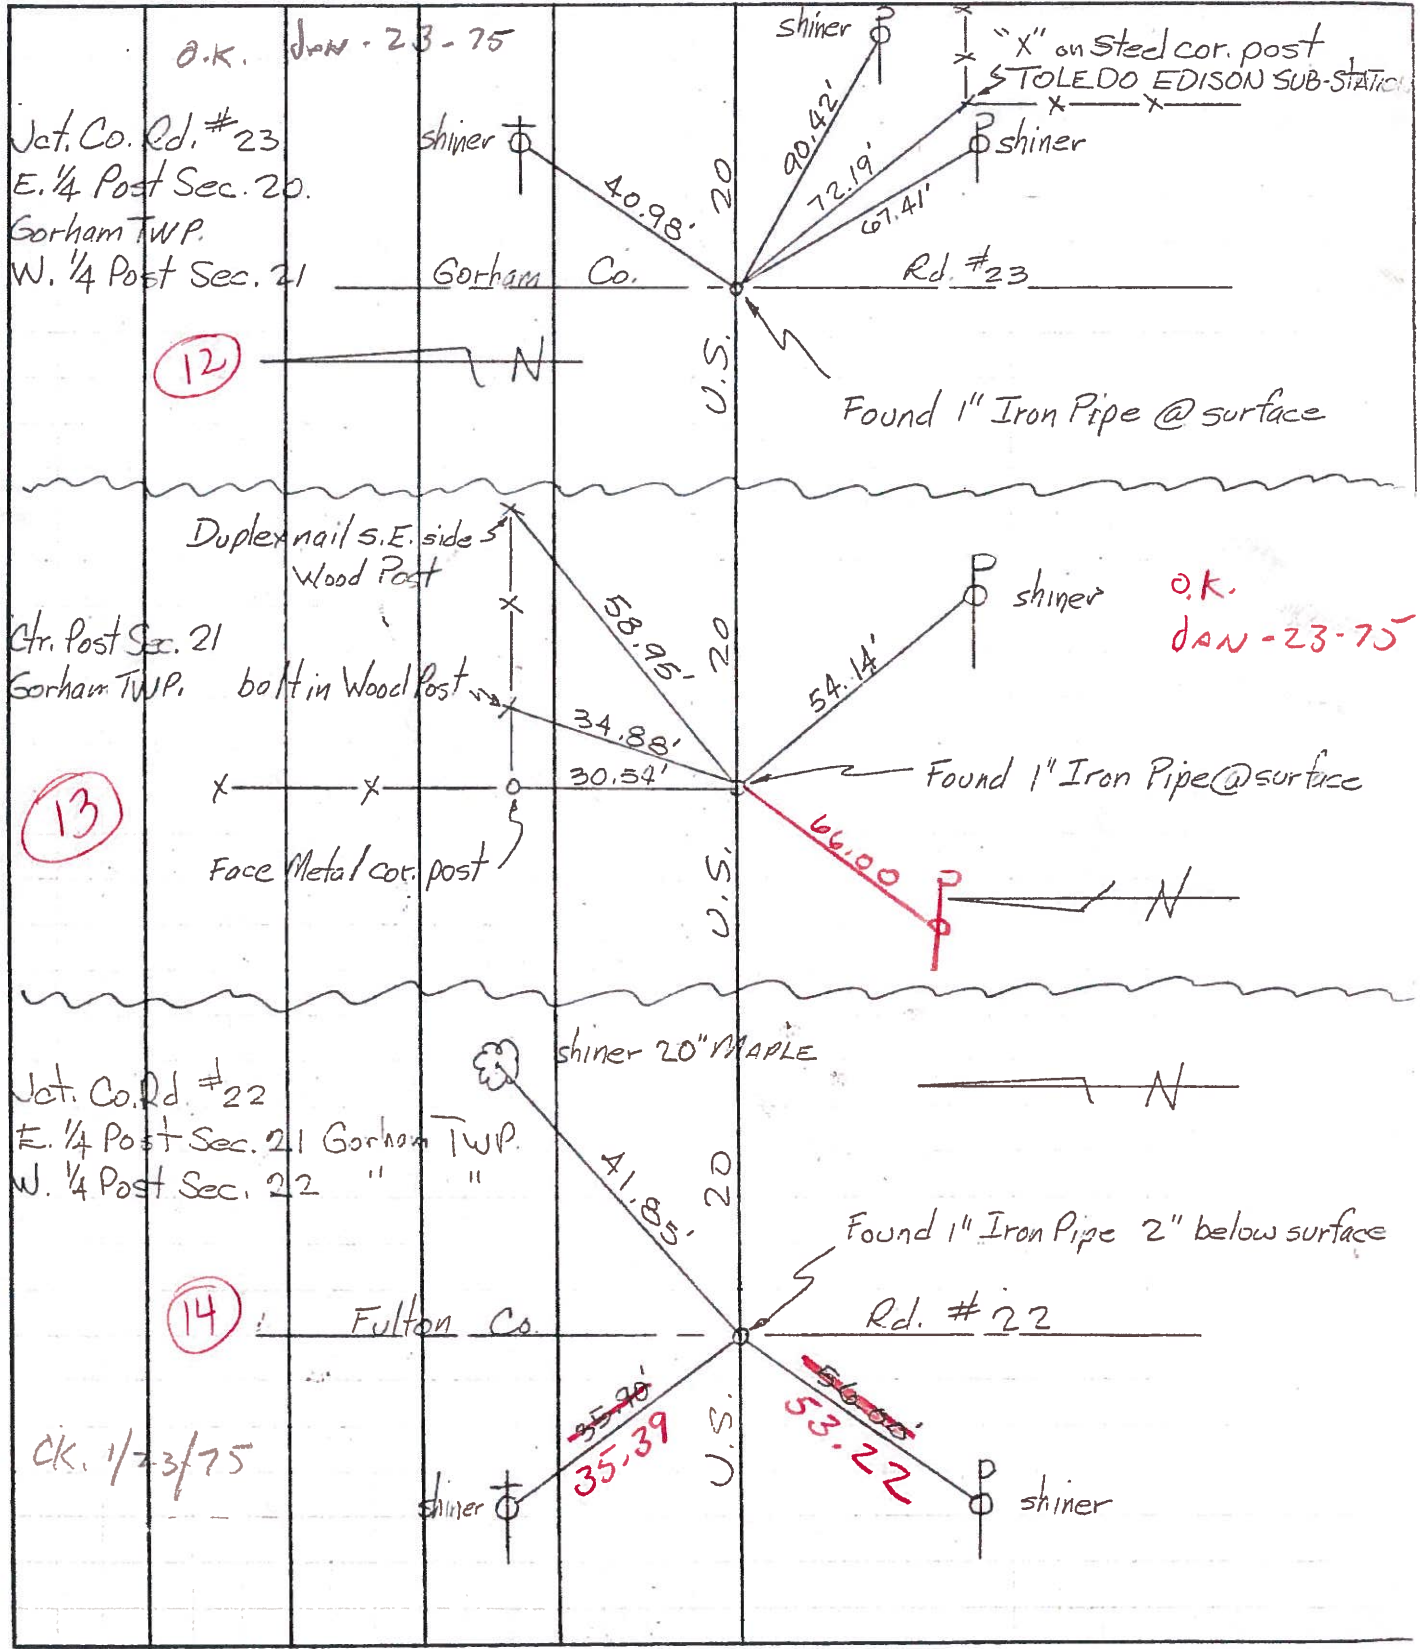 O.K. JAN-23-75
shiner
"X" on Steel cor. post
TOLEDO EDISON SUB-STATION
Jct. Co. Rd. #23
E. 1/4 Post Sec. 20.
Gorham TWP.
W. 1/4 Post Sec. 21
shiner
shiner
40.98'
90.42'
72.19'
67.41'
U.S. 20
Gorham Co. Rd. #23
12
N
Found 1" Iron Pipe @ surface
Duplex nail S.E. side
Wood Post
Ctr. Post Sec. 21
Gorham TWP.
bolt in Wood Post
58.95'
34.88'
30.54'
54.14'
shiner
O.K.
JAN-23-75
U.S. 20
Found 1" Iron Pipe @ surface
13
Face Metal cor. post
66.00
N
shiner 20" MAPLE
Jct. Co. Rd. #22
E. 1/4 Post Sec. 21 Gorham TWP.
W. 1/4 Post Sec. 22 " "
N
41.85'
U.S. 20
Found 1" Iron Pipe 2" below surface
14
Fulton Co. Rd. #22
35.70'
35.39
56.00'
53.22
CK. 1/23/75
shiner
shiner